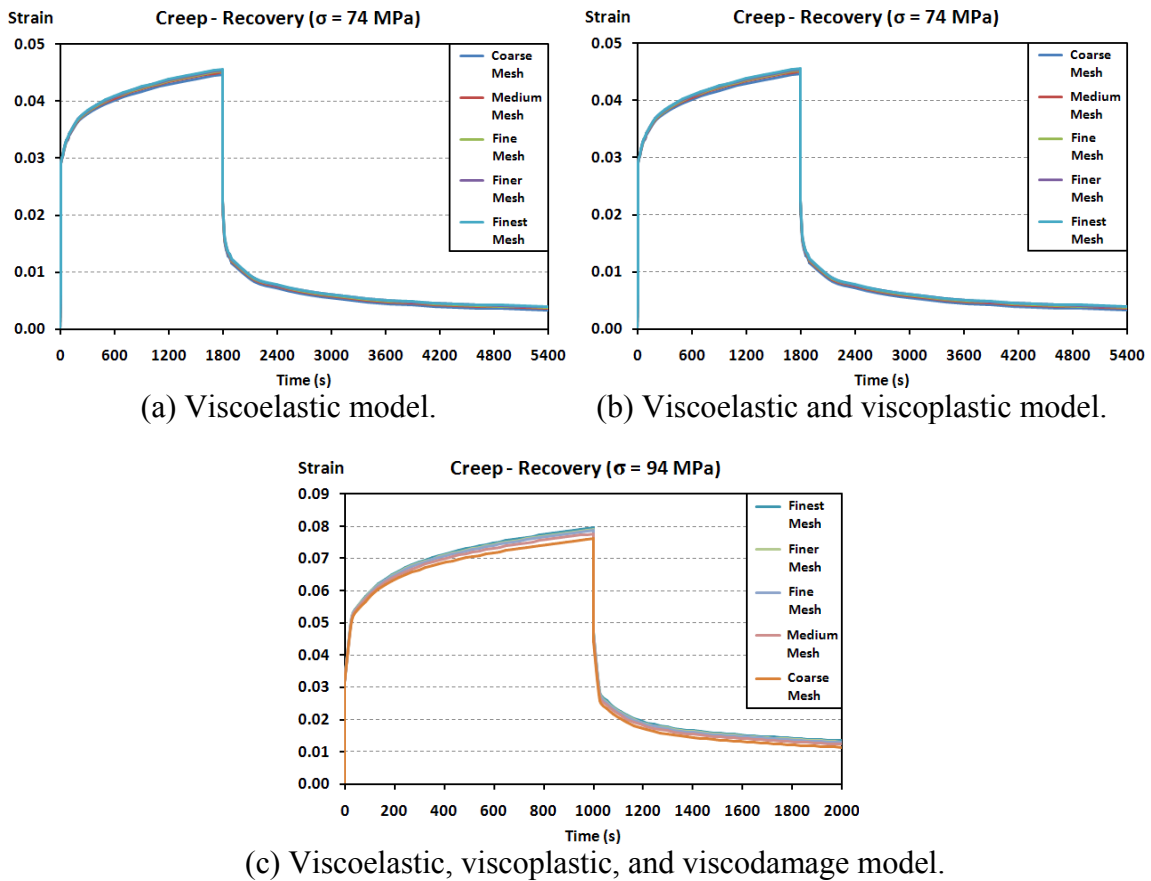 Strain
Creep - Recovery (σ = 74 MPa)
0.05
0.04
0.03
0.02
0.01
0.00
0 600 1200 1800 2400 3000 3600 4200 4800 5400
Time (s)
Coarse
Mesh
Medium
Mesh
Fine
Mesh
Finer
Mesh
Finest
Mesh
(a) Viscoelastic model.
Strain
Creep - Recovery (σ = 74 MPa)
0.05
0.04
0.03
0.02
0.01
0.00
0 600 1200 1800 2400 3000 3600 4200 4800 5400
Time (s)
Coarse
Mesh
Medium
Mesh
Fine
Mesh
Finer
Mesh
Finest
Mesh
(b) Viscoelastic and viscoplastic model.
Strain
Creep - Recovery (σ = 94 MPa)
0.09
0.08
0.07
0.06
0.05
0.04
0.03
0.02
0.01
0.00
0 200 400 600 800 1000 1200 1400 1600 1800 2000
Time (s)
Finest
Mesh
Finer
Mesh
Fine
Mesh
Medium
Mesh
Coarse
Mesh
(c) Viscoelastic, viscoplastic, and viscodamage model.